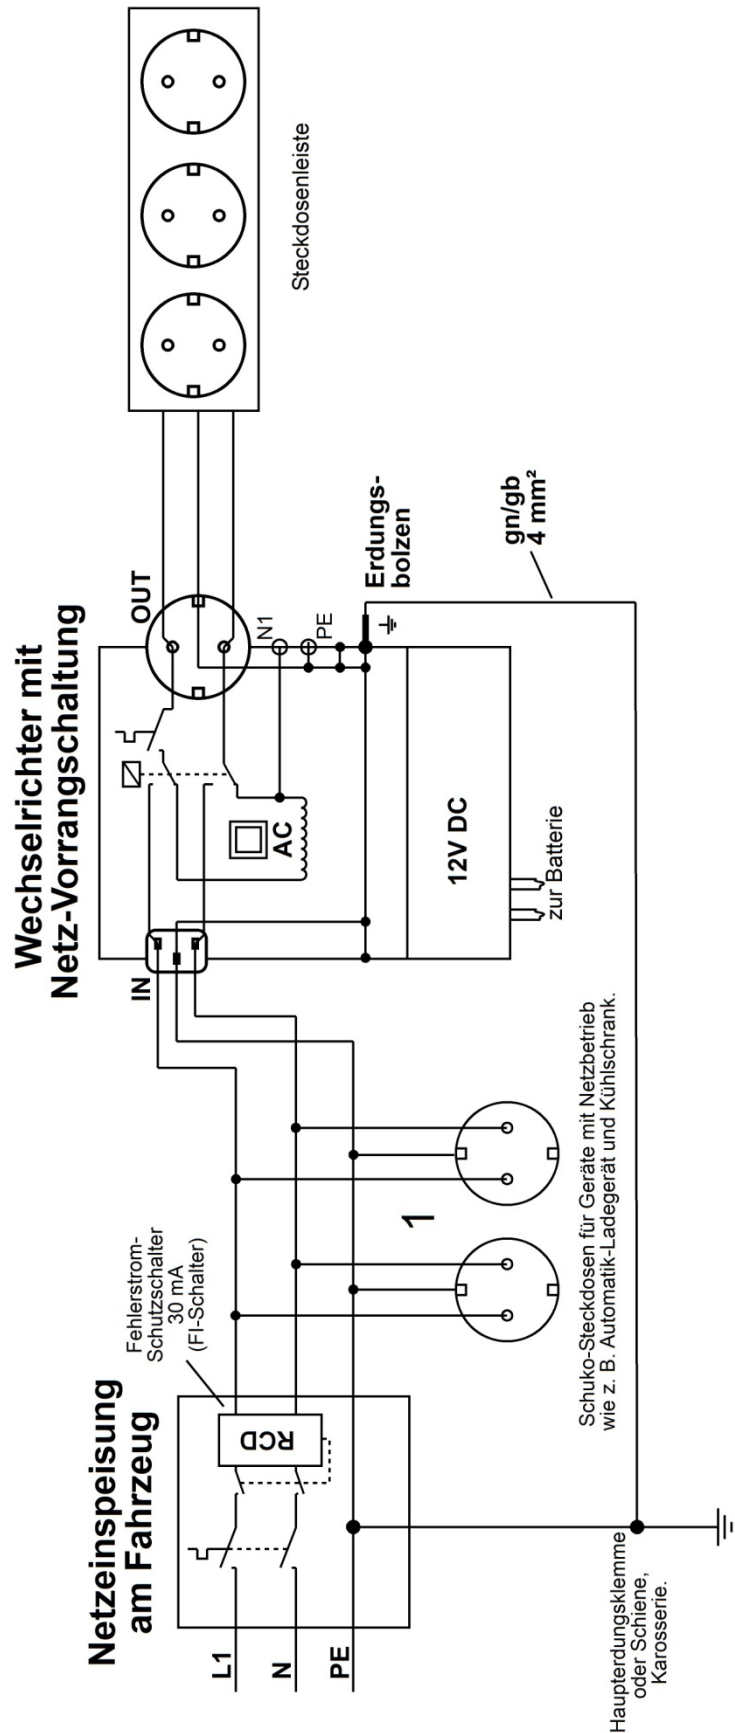 Netzeinspeisung
am Fahrzeug
Wechselrichter mit
Netz-Vorrangschaltung
L1
N
PE
RCD
Fehlerstrom-
Schutzschalter
30 mA
(FI-Schalter)
1
Schuko-Steckdosen für Geräte mit Netzbetrieb
wie z. B. Automatik-Ladegerät und Kühlschrank.
Haupterdungsklemme
oder Schiene,
Karosserie.
IN
AC
12V DC
zur Batterie
OUT
N1
PE
Erdungs-
bolzen
gn/gb
4 mm²
Steckdosenleiste